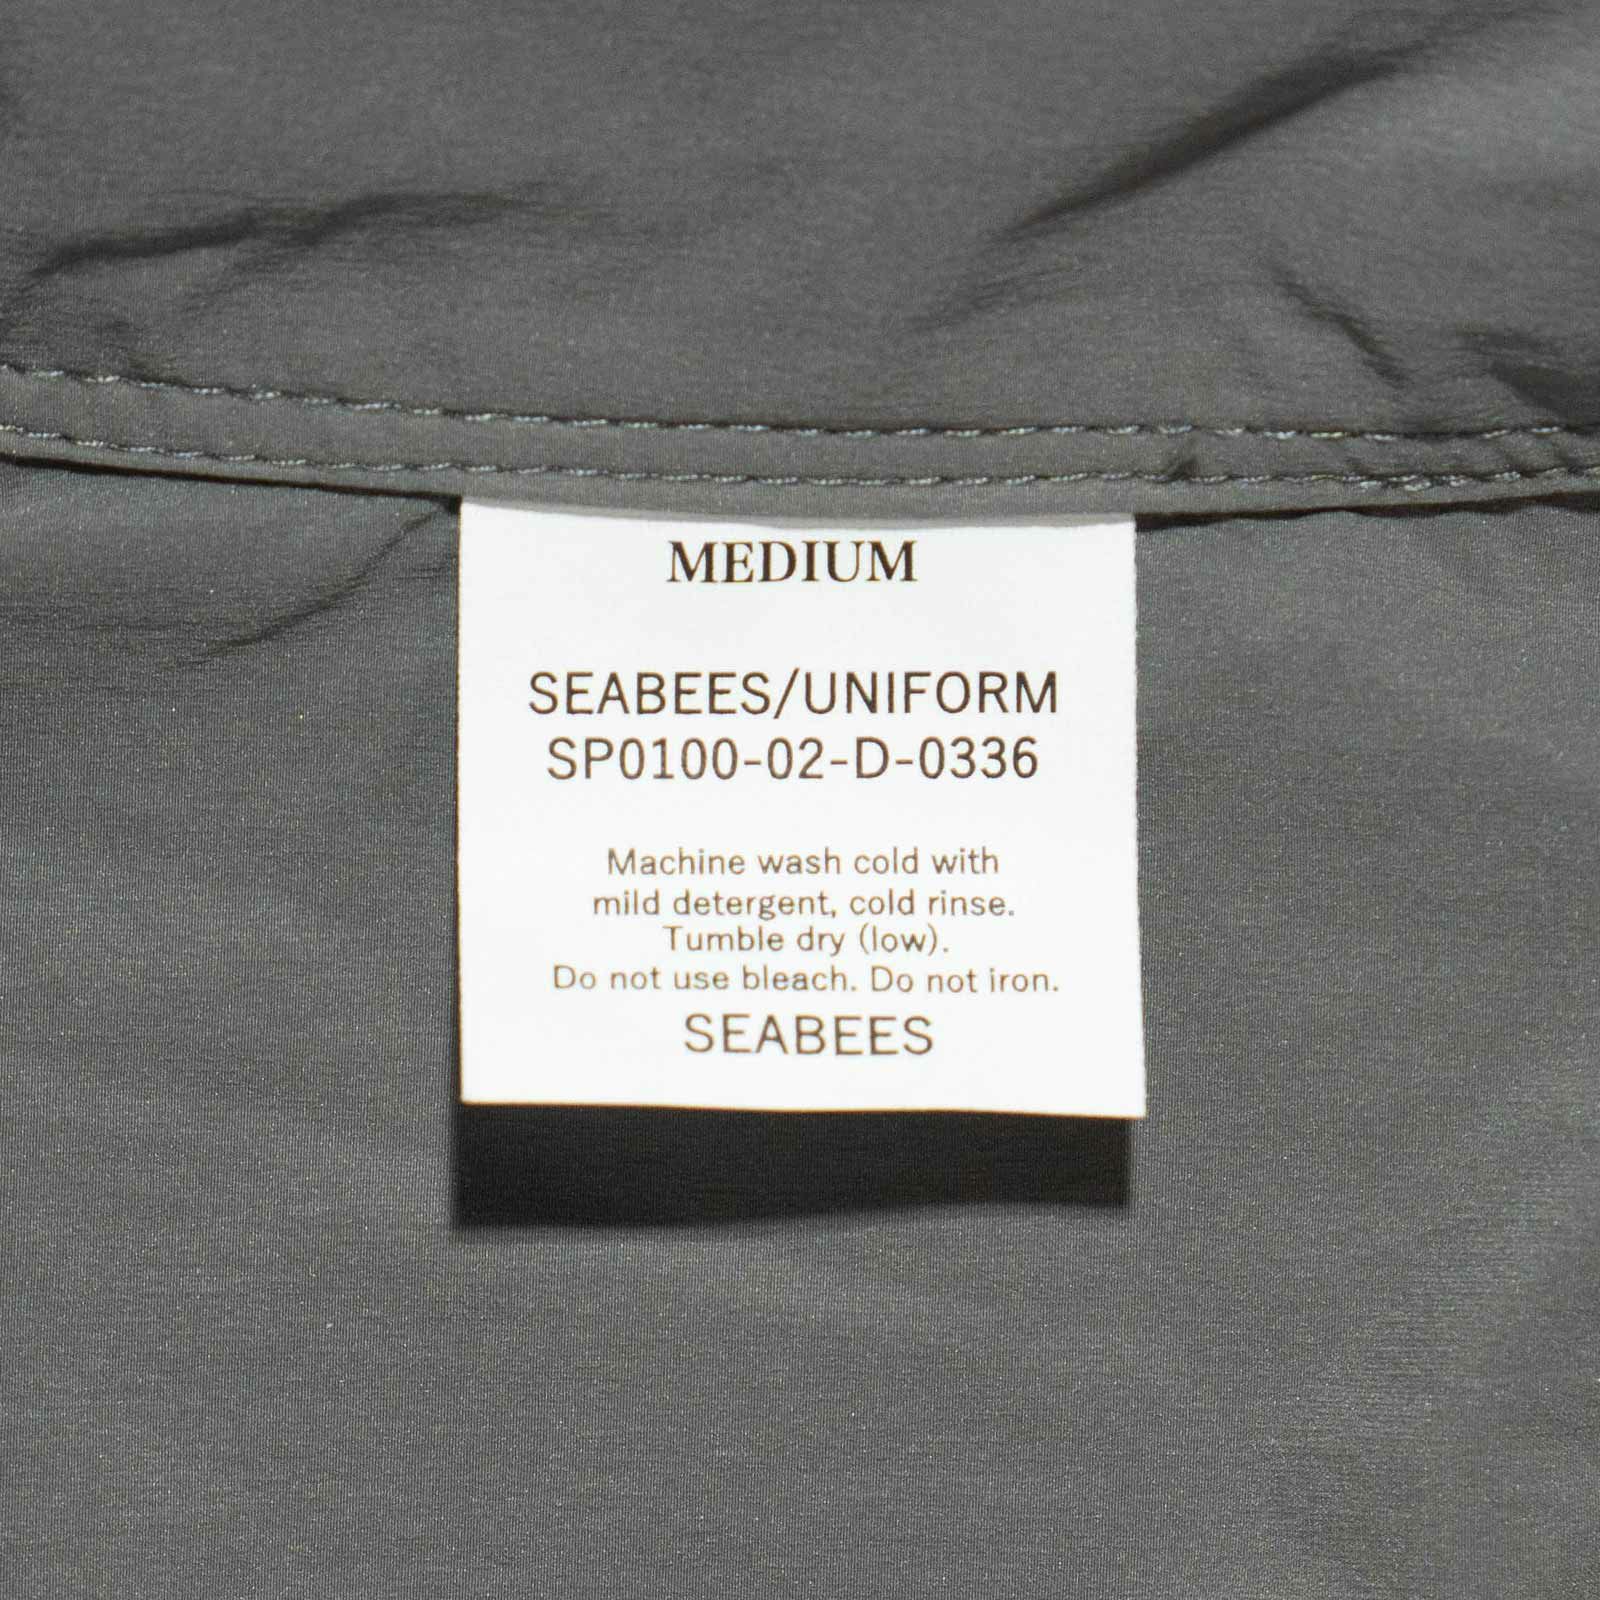 MEDIUM
SEABEES/UNIFORM
SP0100-02-D-0336
Machine wash cold with
mild detergent, cold rinse.
Tumble dry (low).
Do not use bleach. Do not iron.
SEABEES